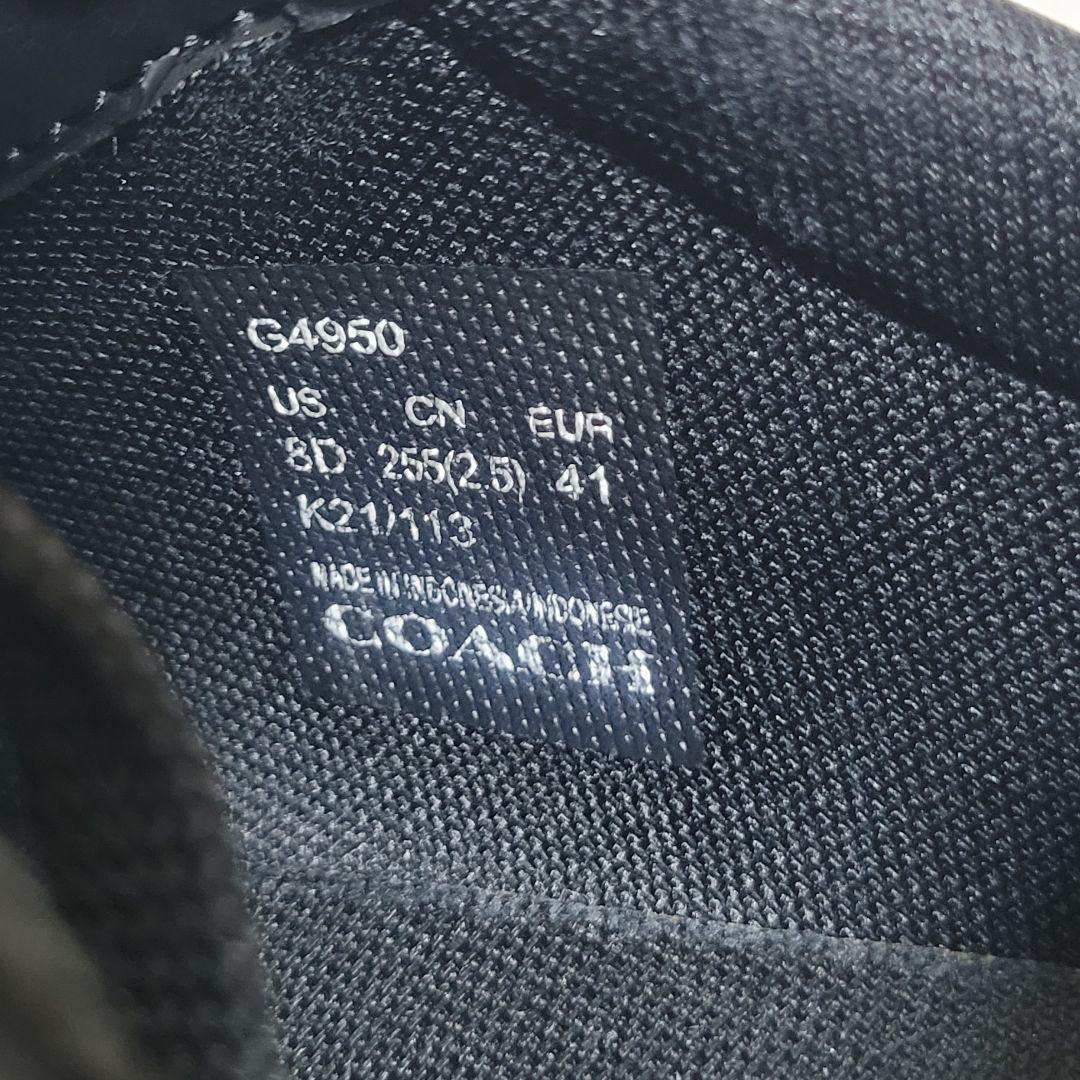 G4950
US CN EUR
8D 255(2.5) 41
K21/113
MADE IN INDONESIA/INDONESIE
COACH